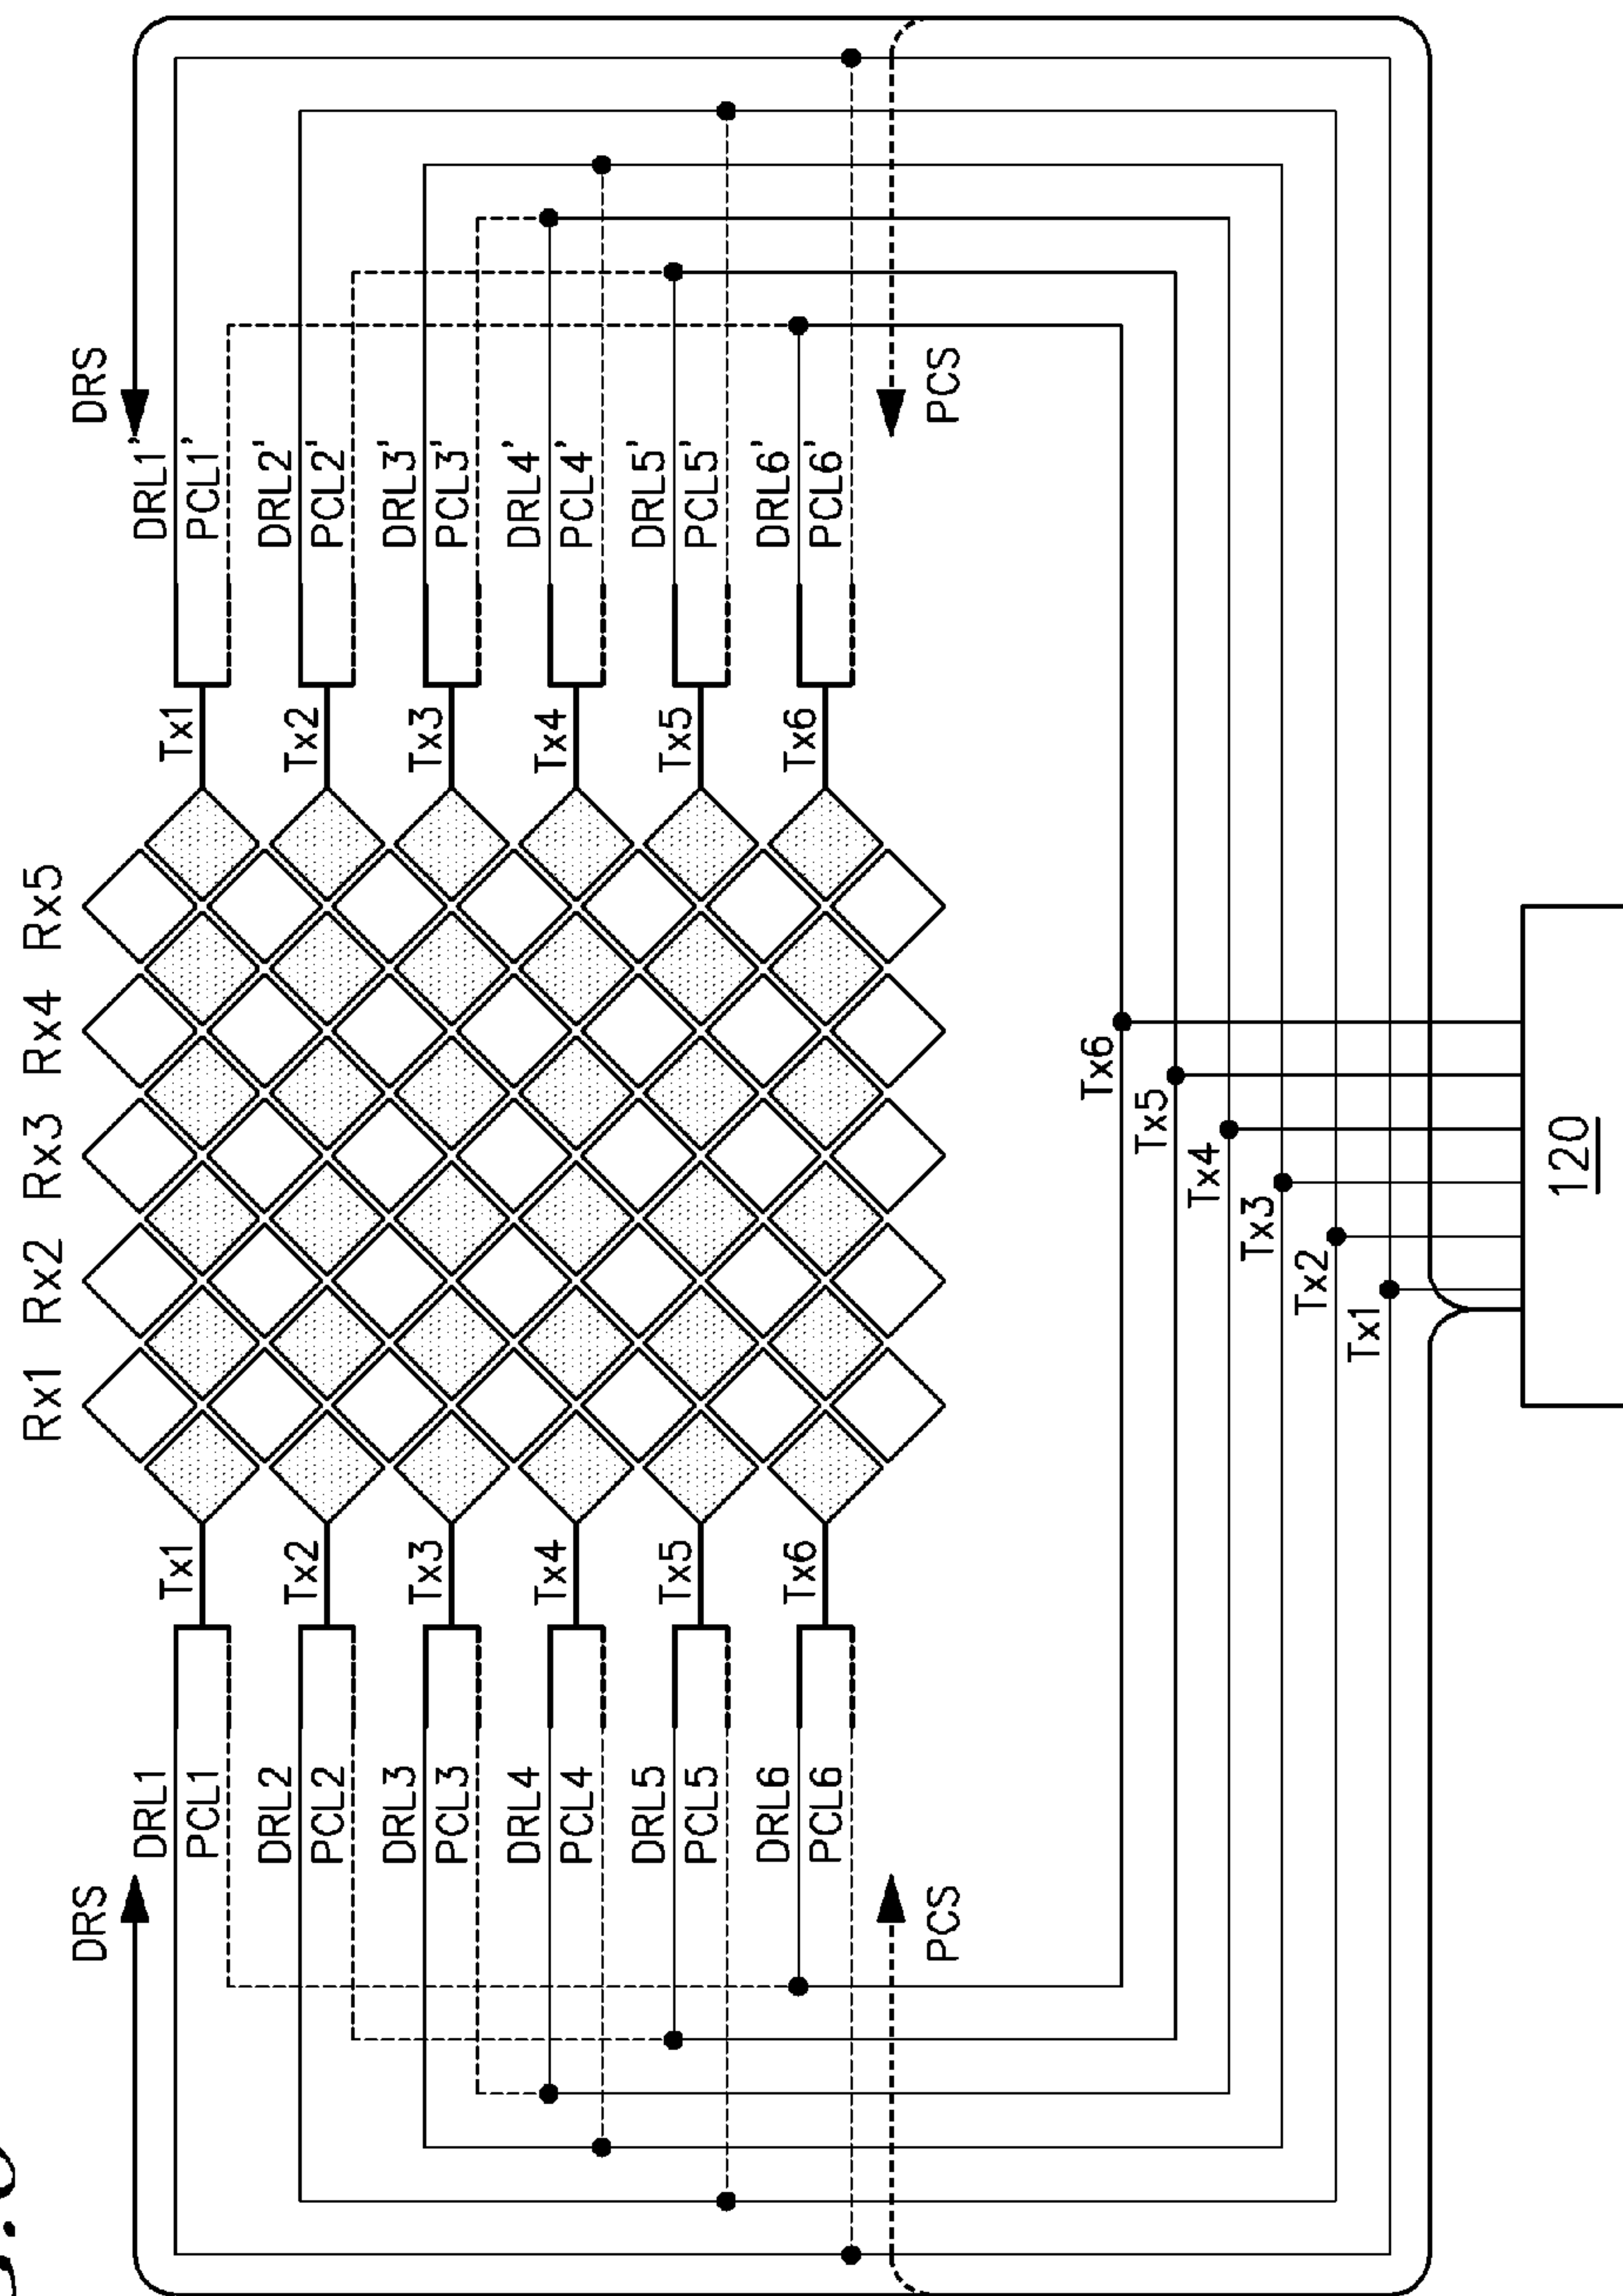 Rx1 Rx2 Rx3 Rx4 Rx5
DRS
DRS
DRL1
PCL1
Tx1
Tx1
DRL1'
PCL1'
DRL2
PCL2
Tx2
Tx2
DRL2'
PCL2'
DRL3
PCL3
Tx3
Tx3
DRL3'
PCL3'
DRL4
PCL4
Tx4
Tx4
DRL4'
PCL4'
DRL5
PCL5
Tx5
Tx5
DRL5'
PCL5'
DRL6
PCL6
Tx6
Tx6
DRL6'
PCL6'
PCS
PCS
Tx6
Tx5
Tx4
Tx3
Tx2
Tx1
120